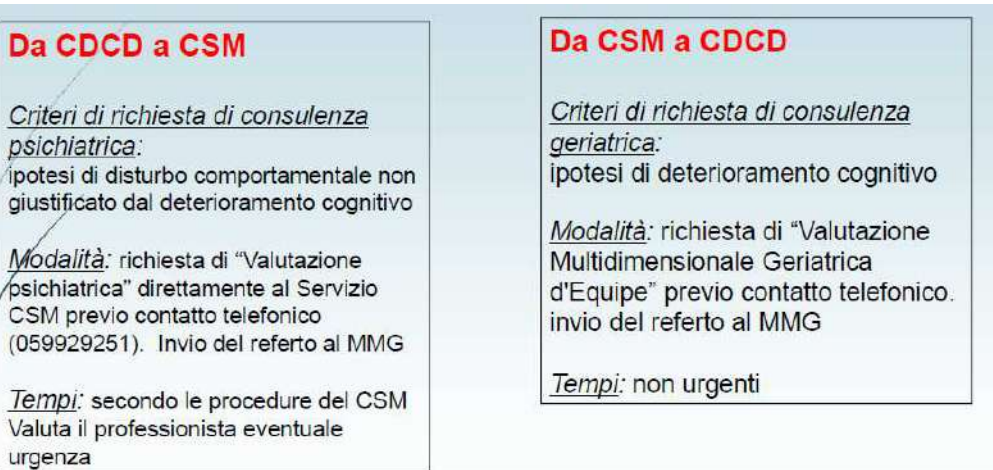 Da CDCD a CSM
Criteri di richiesta di consulenza
psichiatrica:
ipotesi di disturbo comportamentale non
giustificato dal deterioramento cognitivo
Modalità: richiesta di “Valutazione
psichiatrica” direttamente al Servizio
CSM previo contatto telefonico
(059929251). Invio del referto al MMG
Tempi: secondo le procedure del CSM
Valuta il professionista eventuale
urgenza
Da CSM a CDCD
Criteri di richiesta di consulenza
geriatrica:
ipotesi di deterioramento cognitivo
Modalità: richiesta di “Valutazione
Multidimensionale Geriatrica
d'Equipe” previo contatto telefonico.
invio del referto al MMG
Tempi: non urgenti